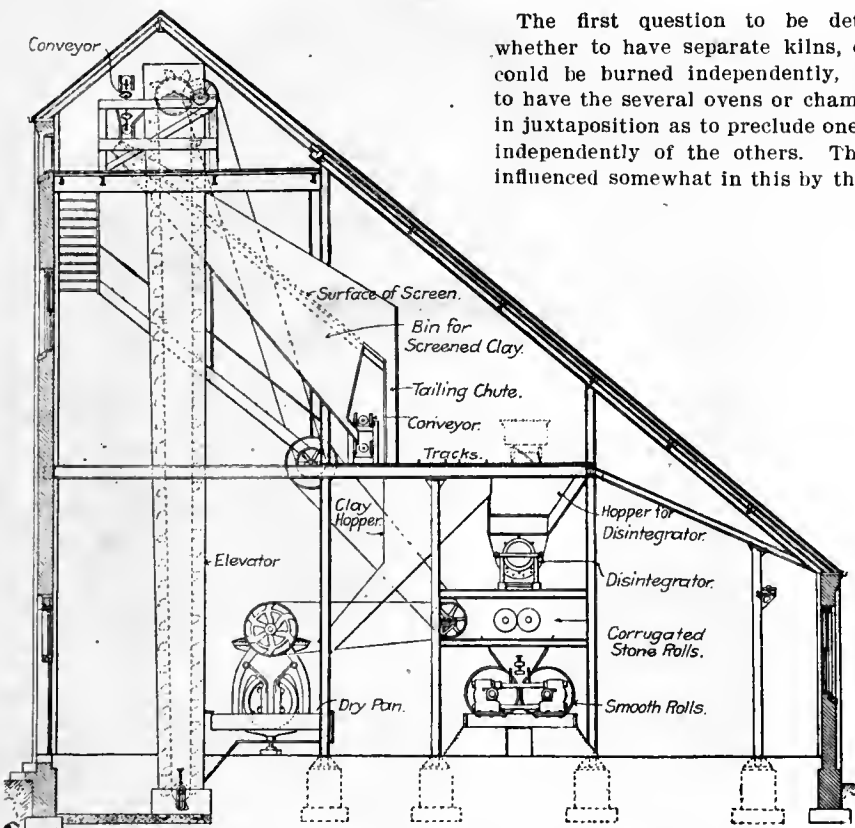 The first question to be det
whether to have separate kilns,
could be burned independently,
to have the several ovens or cham
in juxtaposition as to preclude one
independently of the others. Th
influenced somewhat in this by th
Conveyor
Surface of Screen.
Bin for
Screened Clay.
Tailing Chute.
Conveyor.
Tracks.
Clay
Hopper
Hopper for
Disintegrator.
Elevator
Disintegrator.
Corrugated
Stone Rolls.
Dry Pan.
Smooth Rolls.